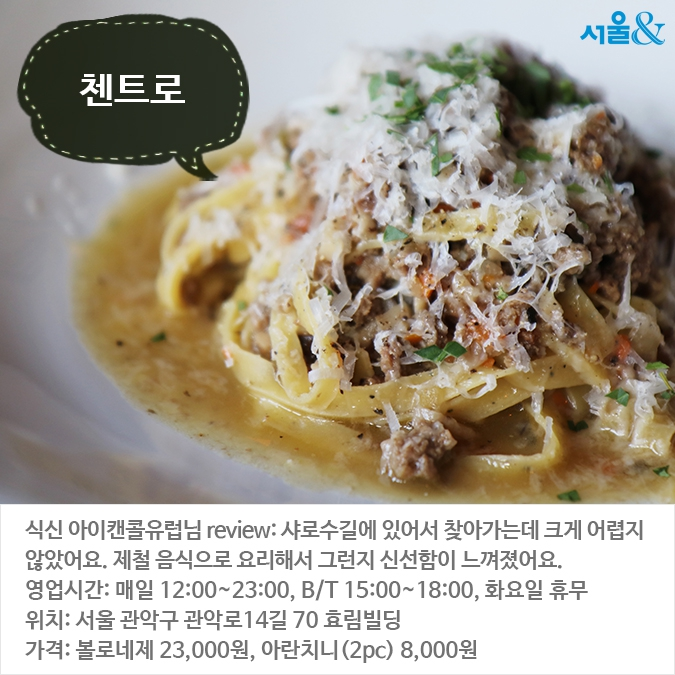 서울&
첸트로
식신 아이캔콜유럽님 review: 샤로수길에 있어서 찾아가는데 크게 어렵지
않았어요. 제철 음식으로 요리해서 그런지 신선함이 느껴졌어요.
영업시간: 매일 12:00~23:00, B/T 15:00~18:00, 화요일 휴무
위치: 서울 관악구 관악로14길 70 효림빌딩
가격: 볼로네제 23,000원, 아란치니(2pc) 8,000원